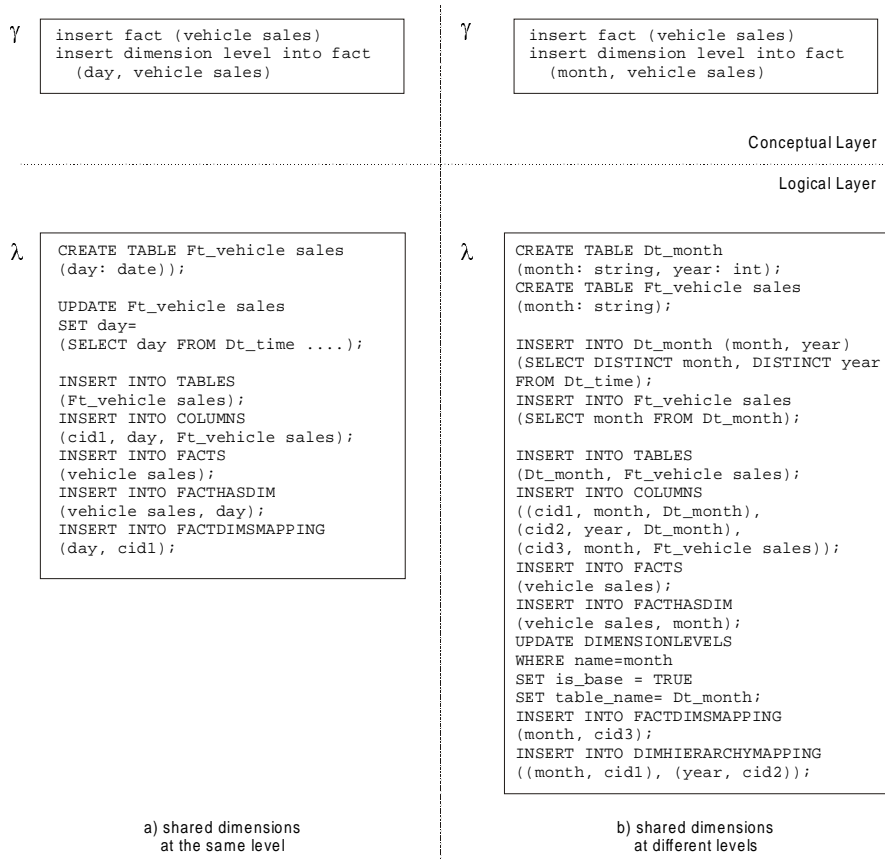 γ
insert fact (vehicle sales)
insert dimension level into fact
(day, vehicle sales)
γ
insert fact (vehicle sales)
insert dimension level into fact
(month, vehicle sales)
Conceptual Layer
Logical Layer
λ
CREATE TABLE Ft_vehicle sales
(day: date));
UPDATE Ft_vehicle sales
SET day=
(SELECT day FROM Dt_time ....);
INSERT INTO TABLES
(Ft_vehicle sales);
INSERT INTO COLUMNS
(cid1, day, Ft_vehicle sales);
INSERT INTO FACTS
(vehicle sales);
INSERT INTO FACTHASDIM
(vehicle sales, day);
INSERT INTO FACTDIMSMAPPING
(day, cid1);
λ
CREATE TABLE Dt_month
(month: string, year: int);
CREATE TABLE Ft_vehicle sales
(month: string);
INSERT INTO Dt_month (month, year)
(SELECT DISTINCT month, DISTINCT year
FROM Dt_time);
INSERT INTO Ft_vehicle sales
(SELECT month FROM Dt_month);
INSERT INTO TABLES
(Dt_month, Ft_vehicle sales);
INSERT INTO COLUMNS
((cid1, month, Dt_month),
(cid2, year, Dt_month),
(cid3, month, Ft_vehicle sales));
INSERT INTO FACTS
(vehicle sales);
INSERT INTO FACTHASDIM
(vehicle sales, month);
UPDATE DIMENSIONLEVELS
WHERE name=month
SET is_base = TRUE
SET table_name= Dt_month;
INSERT INTO FACTDIMSMAPPING
(month, cid3);
INSERT INTO DIMHIERARCHYMAPPING
((month, cid1), (year, cid2));
a) shared dimensions
at the same level
b) shared dimensions
at different levels